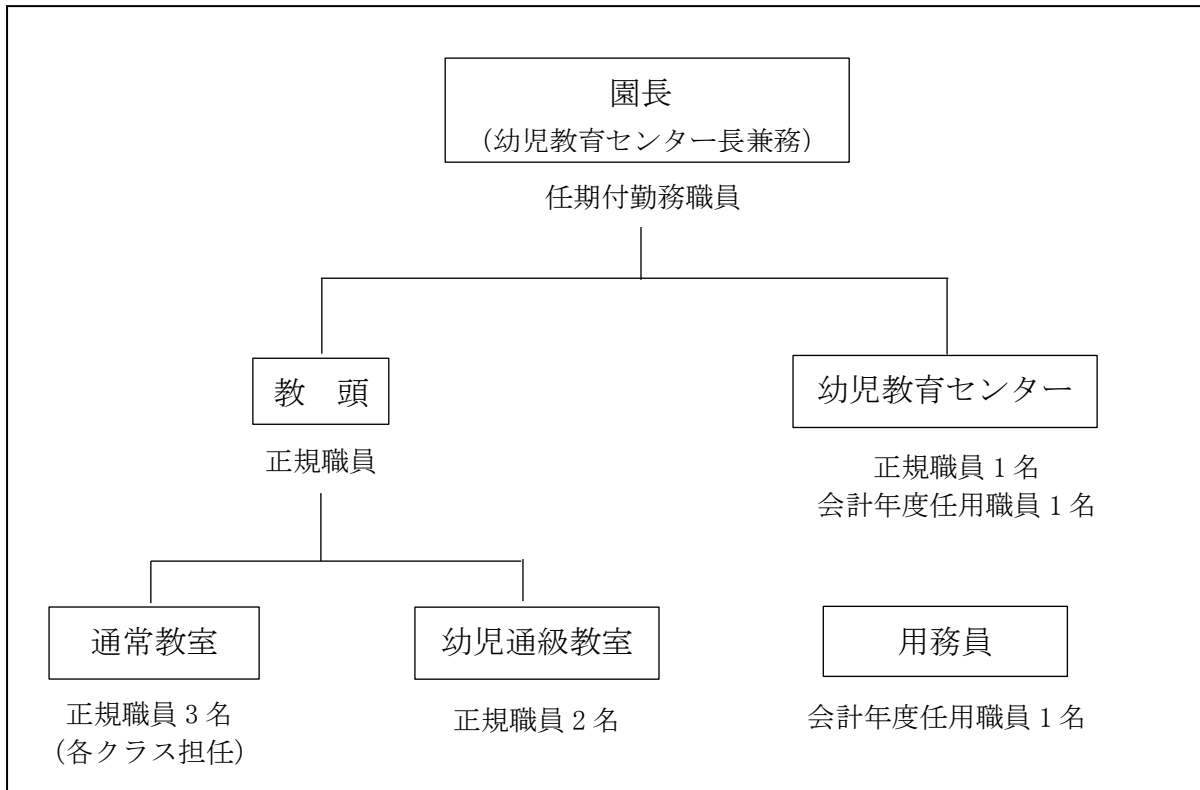 園長
（幼児教育センター長兼務）
任期付勤務職員
教　頭
正規職員
幼児教育センター
正規職員 1 名
会計年度任用職員 1 名
通常教室
正規職員 3 名
(各クラス担任)
幼児通級教室
正規職員 2 名
用務員
会計年度任用職員 1 名